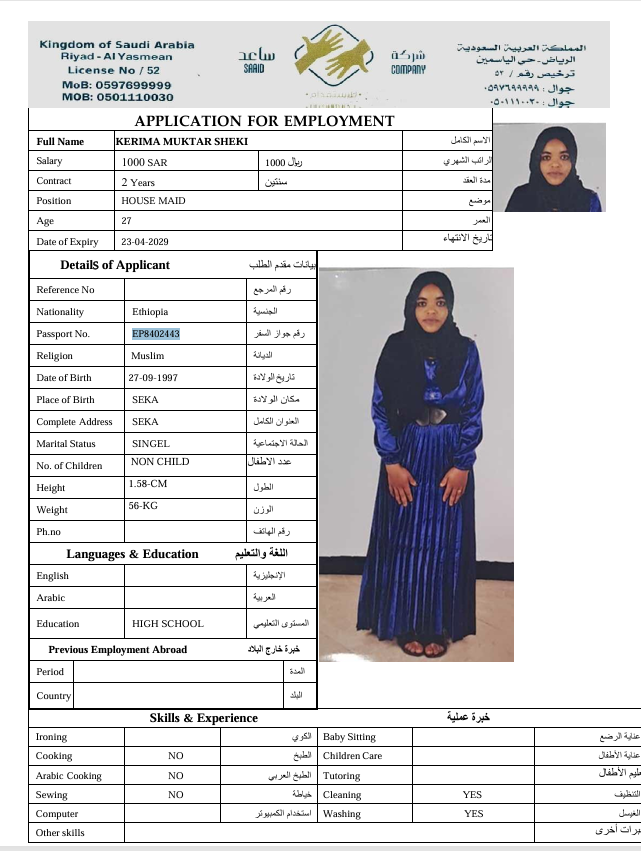 Kingdom of Saudi Arabia
Riyad - Al Yasmean
License No / 52
MoB: 0597699999
MOB: 0501110030
ساعد
SAAID
شركة
COMPANY
المملكة العربية السعودية
الرياض - حي الياسمين
ترخيص رقم / ٥٢
جوال : ٠٥٩٧٦٩٩٩٩٩
جوال : ٠٥٠١١١٠٠٣٠
APPLICATION FOR EMPLOYMENT
Full Name KERIMA MUKTAR SHEKI الاسم الكامل
Salary 1000 SAR 1000 ريال الراتب الشهري
Contract 2 Years سنتين مدة العقد
Position HOUSE MAID موضع
Age 27 العمر
Date of Expiry 23-04-2029 تاريخ الانتهاء
Details of Applicant بيانات مقدم الطلب
Reference No رقم المرجع
Nationality Ethiopia الجنسية
Passport No. EP8402443 رقم جواز السفر
Religion Muslim الديانة
Date of Birth 27-09-1997 تاريخ الولادة
Place of Birth SEKA مكان الولادة
Complete Address SEKA العنوان الكامل
Marital Status SINGEL الحالة الاجتماعية
No. of Children NON CHILD عدد الاطفال
Height 1.58-CM الطول
Weight 56-KG الوزن
Ph.no رقم الهاتف
Languages & Education اللغة والتعليم
English الإنجليزية
Arabic العربية
Education HIGH SCHOOL المستوى التعليمي
Previous Employment Abroad خبرة خارج البلاد
Period المدة
Country البلد
Skills & Experience خبرة عملية
Ironing الكوي Baby Sitting عناية الرضع
Cooking NO الطبخ Children Care عناية الأطفال
Arabic Cooking NO الطبخ العربي Tutoring الأطفال
Sewing NO خياطة Cleaning YES التنظيف
Computer استخدام الكمبيوتر Washing YES الغسيل
Other skills أخرى